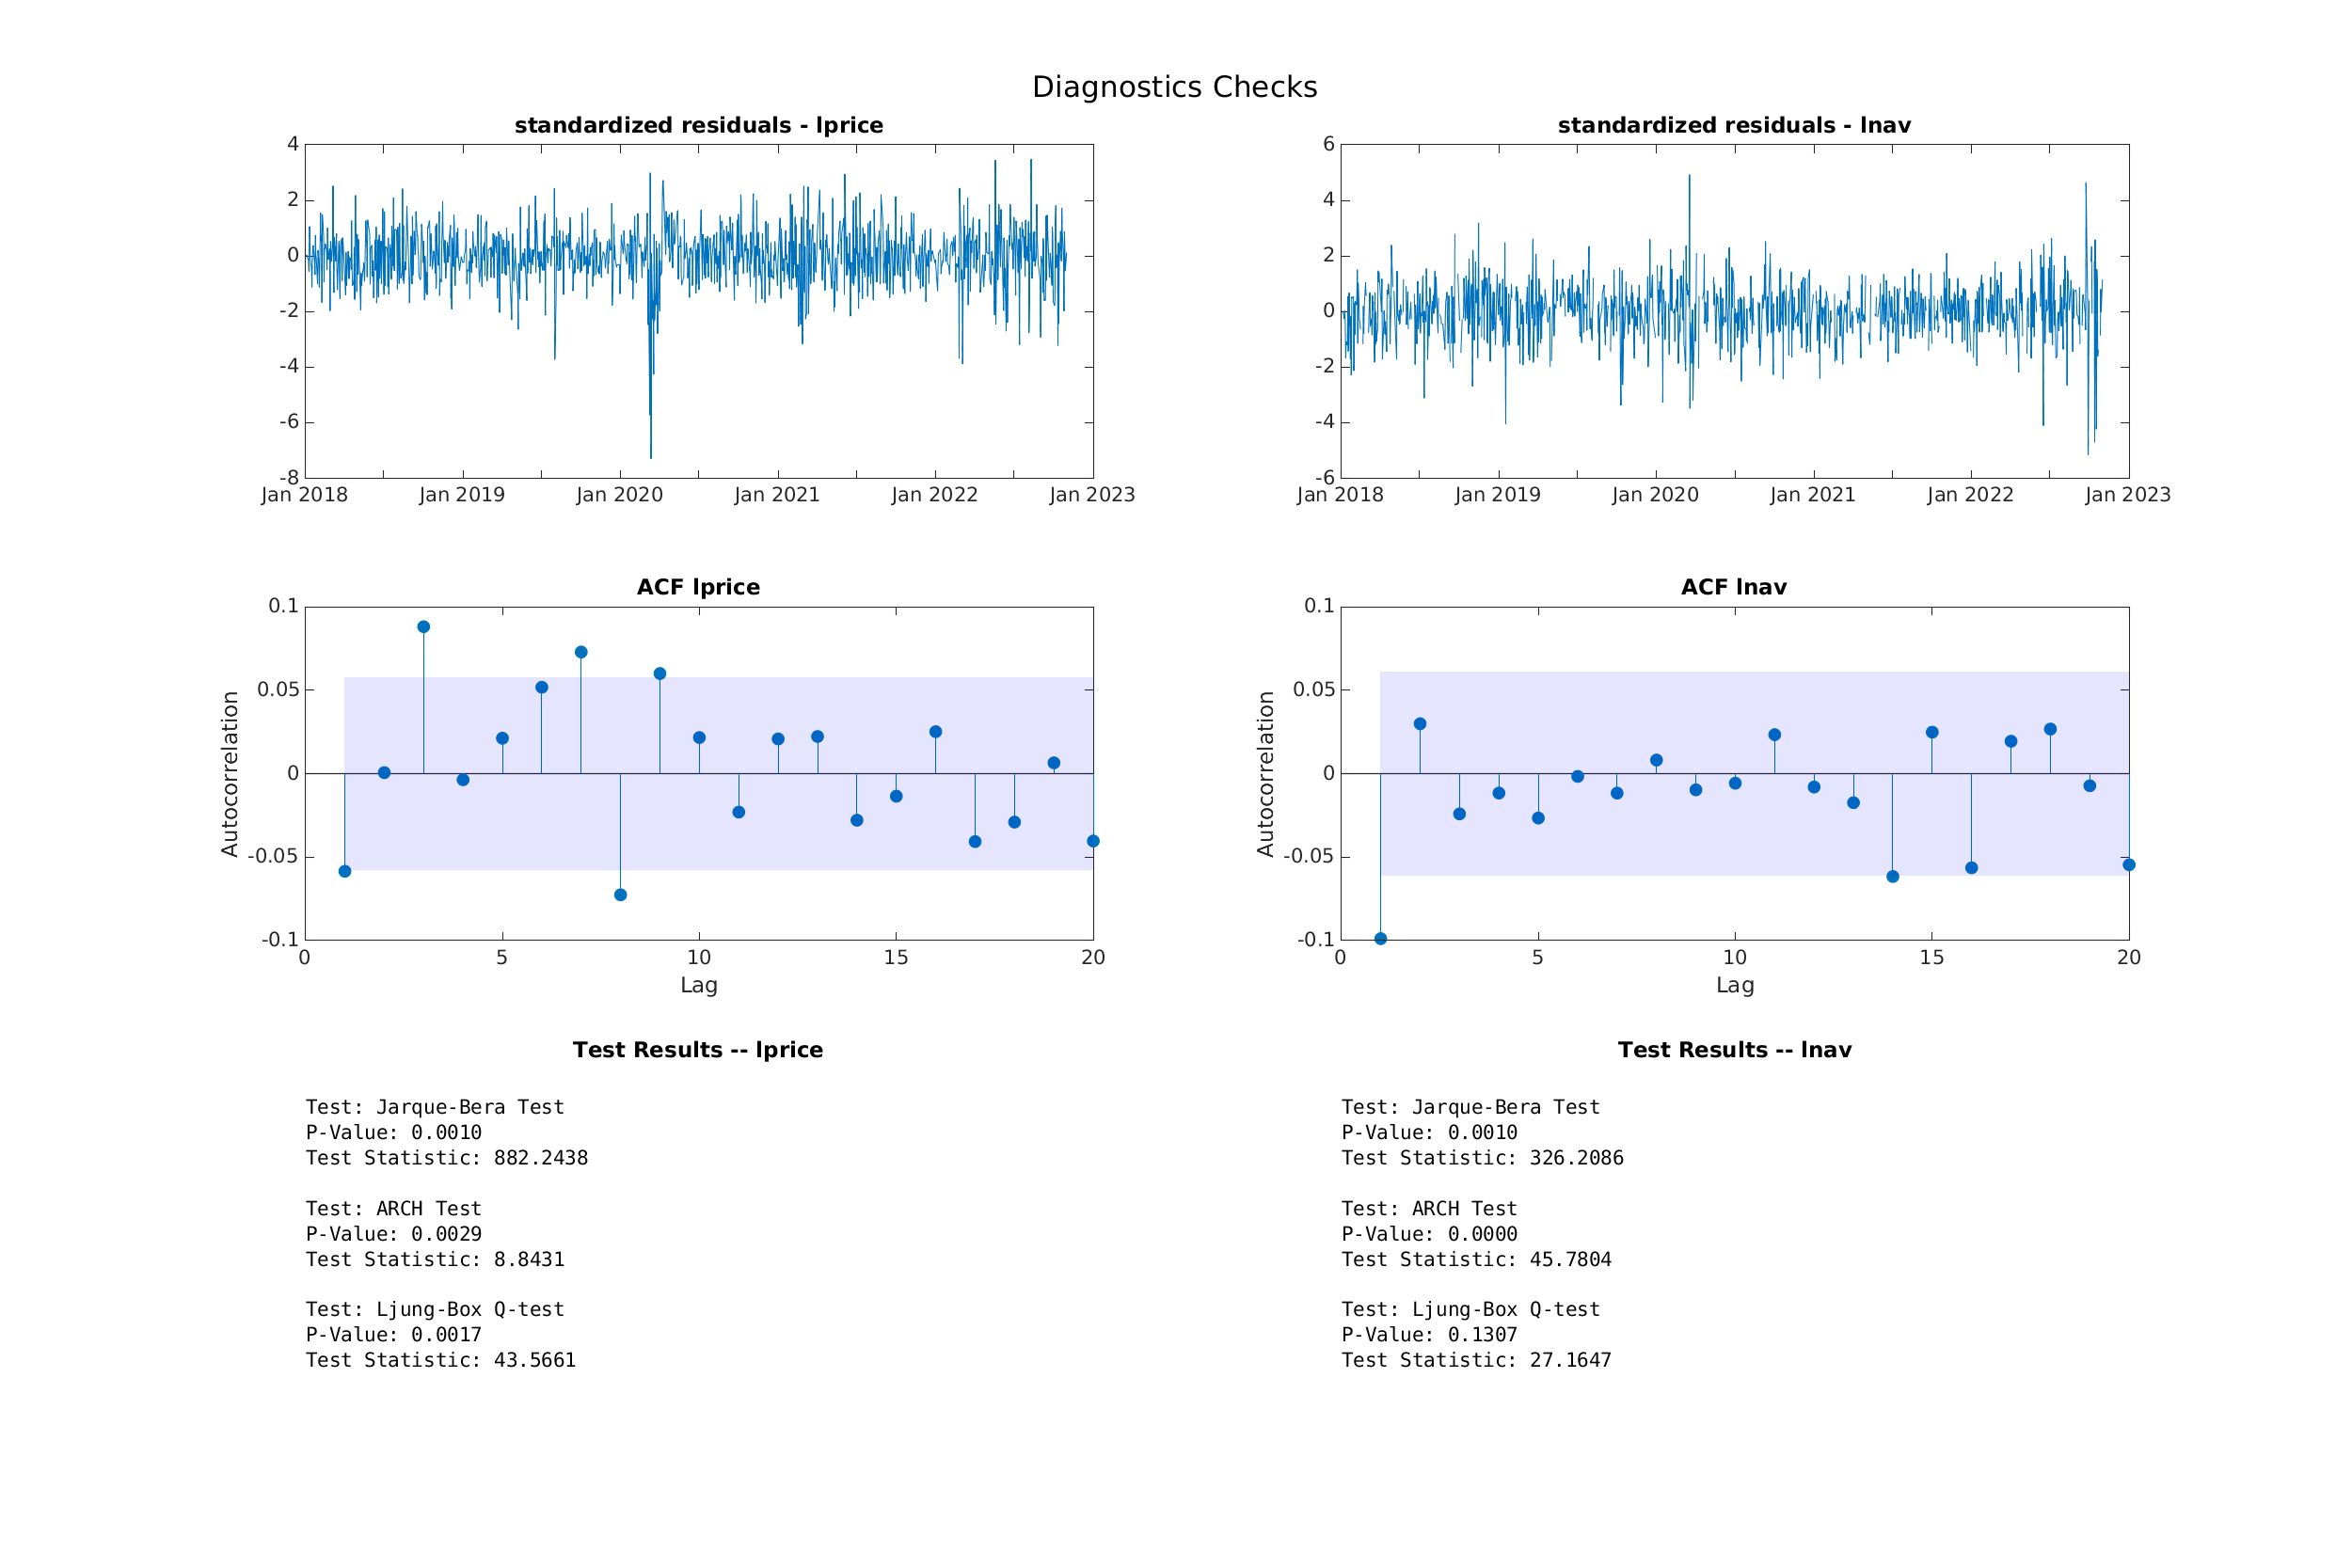 Diagnostics Checks
standardized residuals - lprice
4
2
0
-2
-4
-6
-8
Jan 2018 Jan 2019 Jan 2020 Jan 2021 Jan 2022 Jan 2023
standardized residuals - lnav
6
4
2
0
-2
-4
-6
Jan 2018 Jan 2019 Jan 2020 Jan 2021 Jan 2022 Jan 2023
ACF lprice
Autocorrelation
0.1
0.05
0
-0.05
-0.1
0 5 10 15 20
Lag
ACF lnav
Autocorrelation
0.1
0.05
0
-0.05
-0.1
0 5 10 15 20
Lag
Test Results -- lprice
Test: Jarque-Bera Test
P-Value: 0.0010
Test Statistic: 882.2438
Test: ARCH Test
P-Value: 0.0029
Test Statistic: 8.8431
Test: Ljung-Box Q-test
P-Value: 0.0017
Test Statistic: 43.5661
Test Results -- lnav
Test: Jarque-Bera Test
P-Value: 0.0010
Test Statistic: 326.2086
Test: ARCH Test
P-Value: 0.0000
Test Statistic: 45.7804
Test: Ljung-Box Q-test
P-Value: 0.1307
Test Statistic: 27.1647